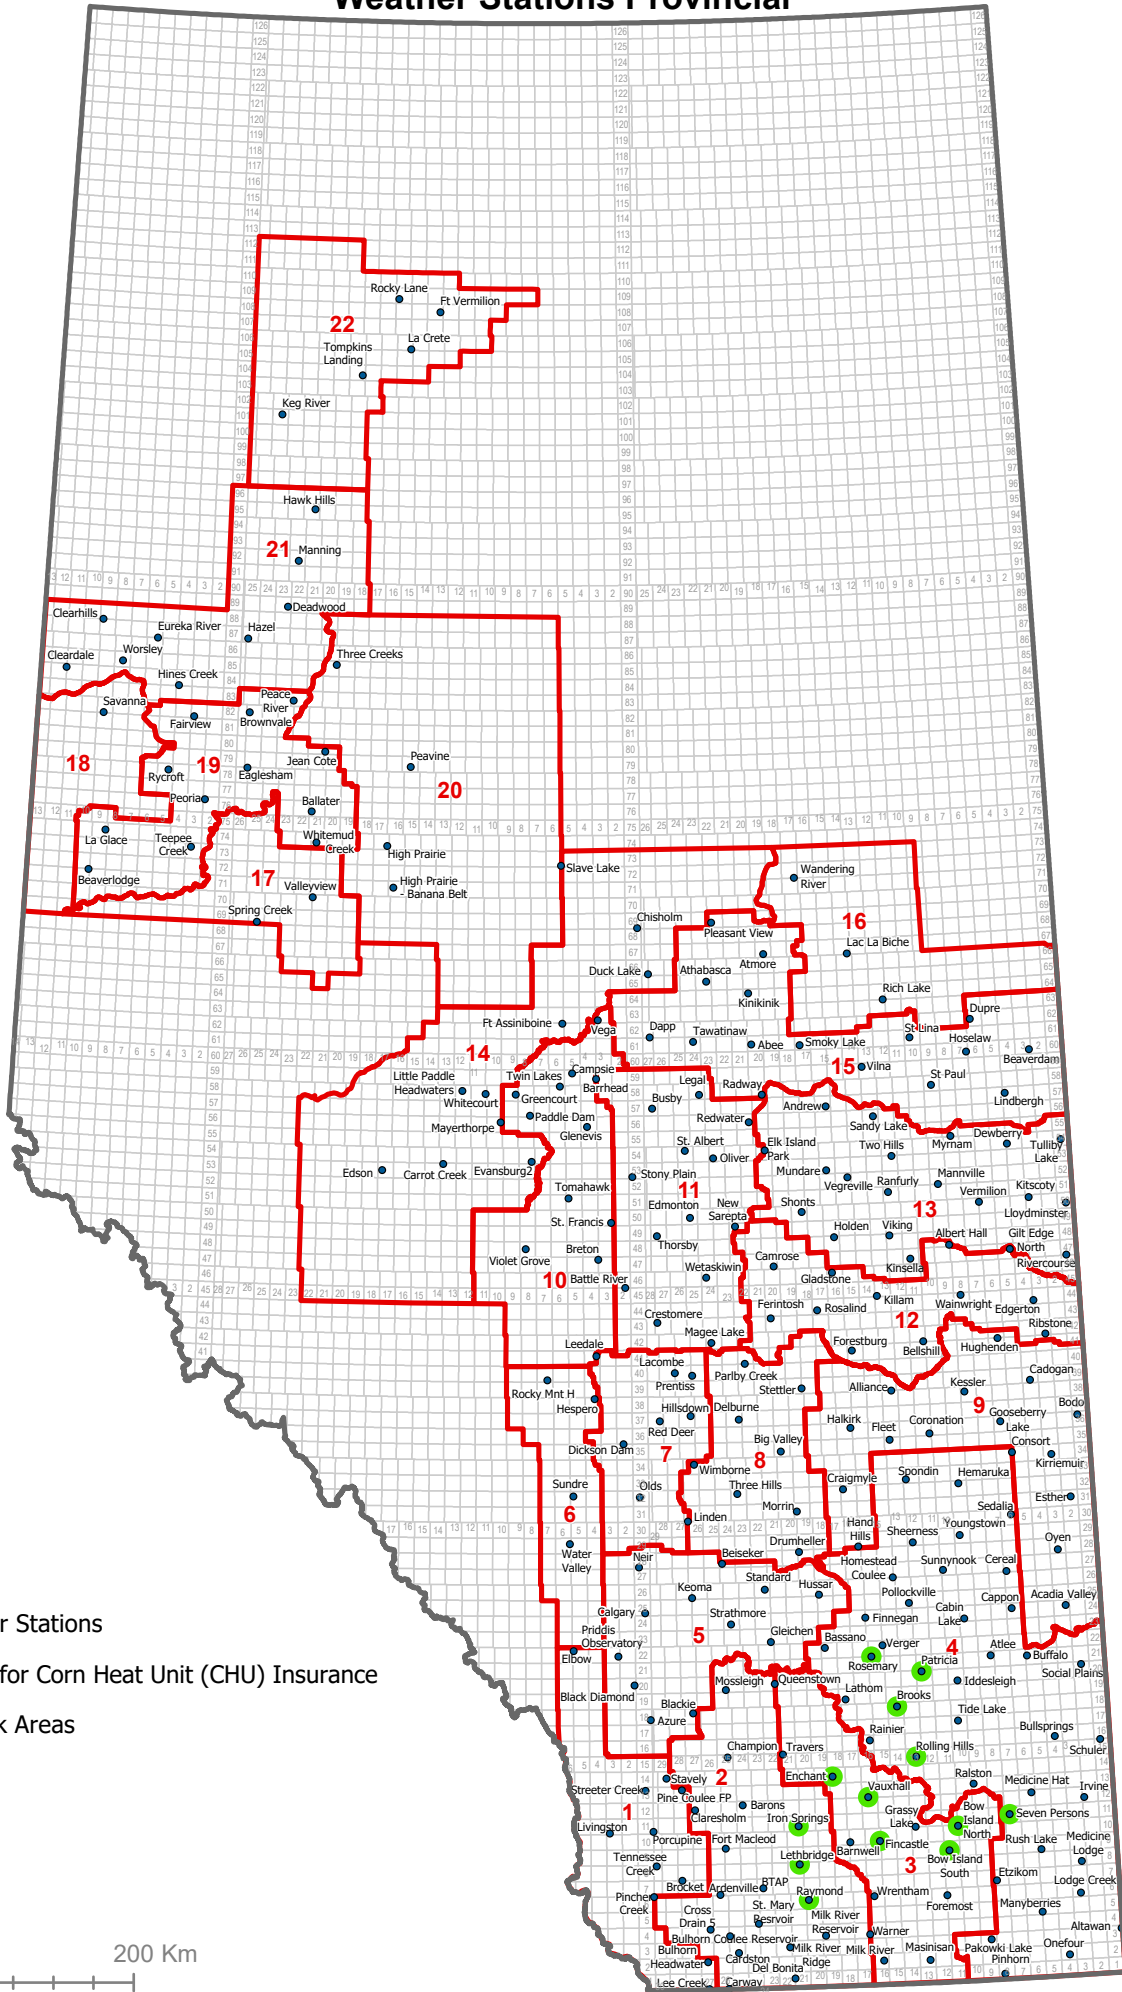 Weather Stations Provincial
Rocky Lane
Ft Vermilion
22
La Crete
Tompkins
Landing
Keg River
Hawk Hills
21
Manning
Deadwood
Clearhills
Eureka River
Hazel
Cleardale
Worsley
Three Creeks
Hines Creek
Savanna
Peace
River
Fairview
Brownvale
18
19
Jean Cote
Peavine
Rycroft
Eaglesham
20
Peoria
Ballater
La Glace
Teepee
Creek
Whitemud
Creek
High Prairie
Beaverlodge
17
Valleyview
High Prairie
- Banana Belt
Slave Lake
Wandering
River
Spring Creek
Chisholm
Pleasant View
16
Lac La Biche
Duck Lake
Athabasca
Atmore
Kinikinik
Rich Lake
Ft Assiniboine
Vega
Dapp
Tawatinaw
Abee
Smoky Lake
St Lina
Dupre
Hoselaw
Beaverdam
14
15
Vilna
Little Paddle
Headwaters
Twin Lakes
Campsie
Barrhead
Legal
Radway
St Paul
Lindbergh
Whitecourt
Greencourt
Busby
Redwater
Andrew
Mayerthorpe
Paddle Dam
Glenevis
Sandy Lake
Two Hills
Myrnam
Dewberry
Tulliby
Lake
St. Albert
Oliver
Elk Island
Park
Edson
Carrot Creek
Evansburg2
Stony Plain
Mundare
Vegreville
Ranfurly
Mannville
Vermilion
Kitscoty
Tomahawk
11
Edmonton
New
Sarepta
Shonts
13
Lloydminster
St. Francis
Holden
Viking
Albert Hall
Gilt Edge
North
Violet Grove
Breton
Thorsby
Camrose
Kinsella
Rivercourse
10
Battle River
Wetaskiwin
Gladstone
Killam
Wainwright
Edgerton
Crestomere
Ferintosh
Rosalind
12
Ribstone
Leedale
Magee Lake
Forestburg
Bellshill
Hughenden
Rocky Mnt H
Lacombe
Prentiss
Parlby Creek
Stettler
Alliance
Kessler
Cadogan
Hespero
Hillsdown
Red Deer
Delburne
Halkirk
Fleet
Coronation
9
Gooseberry
Lake
Bodo
Dickson Dam
7
Big Valley
8
Consort
Kirriemuir
Sundre
Olds
Wimborne
Three Hills
Craigmyle
Spondin
Hemaruka
6
Linden
Morrin
Hand
Hills
Sheerness
Sedalia
Youngstown
Esther
Water
Valley
Neir
Beiseker
Drumheller
Homestead
Coulee
Sunnynook
Cereal
Oyen
Keoma
Standard
Hussar
Pollockville
Cabin
Lake
Cappon
Acadia Valley
Calgary
Strathmore
Finnegan
Priddis
Observatory
5
Gleichen
Bassano
Verger
4
Atlee
Buffalo
Elbow
Rosemary
Patricia
Social Plains
Black Diamond
Mossleigh
Queenstown
Lathom
Brooks
Iddesleigh
Blackie
Azure
Rainier
Tide Lake
Bullsprings
Champion
Travers
Rolling Hills
Schuler
Stavely
2
Enchant
Vauxhall
Ralston
Medicine Hat
Irvine
Streeter Creek
Pine Coulee FP
Barons
Grassy
Lake
Bow
Island
North
Seven Persons
1
Claresholm
Iron Springs
Livingston
Porcupine
Fort Macleod
Barnwell
Fincastle
Rush Lake
Medicine
Lodge
Tennessee
Creek
Lethbridge
3
Bow Island
South
Etzikom
Lodge Creek
Pincher
Creek
Brocket
Ardenville
BTAP
Raymond
Wrentham
Foremost
Manyberries
Cross
Drain 5
St. Mary
Resrvoir
Milk River
Reservoir
Warner
Altawan
Bulhorn
Bulhorn Coulee Reservoir
Headwater
Cardston
Milk River
Ridge
Milk River
Masinisan
Pakowki Lake
Onefour
Pinhorn
Lee Creek
Carway
Del Bonita
r Stations
for Corn Heat Unit (CHU) Insurance
k Areas
200 Km